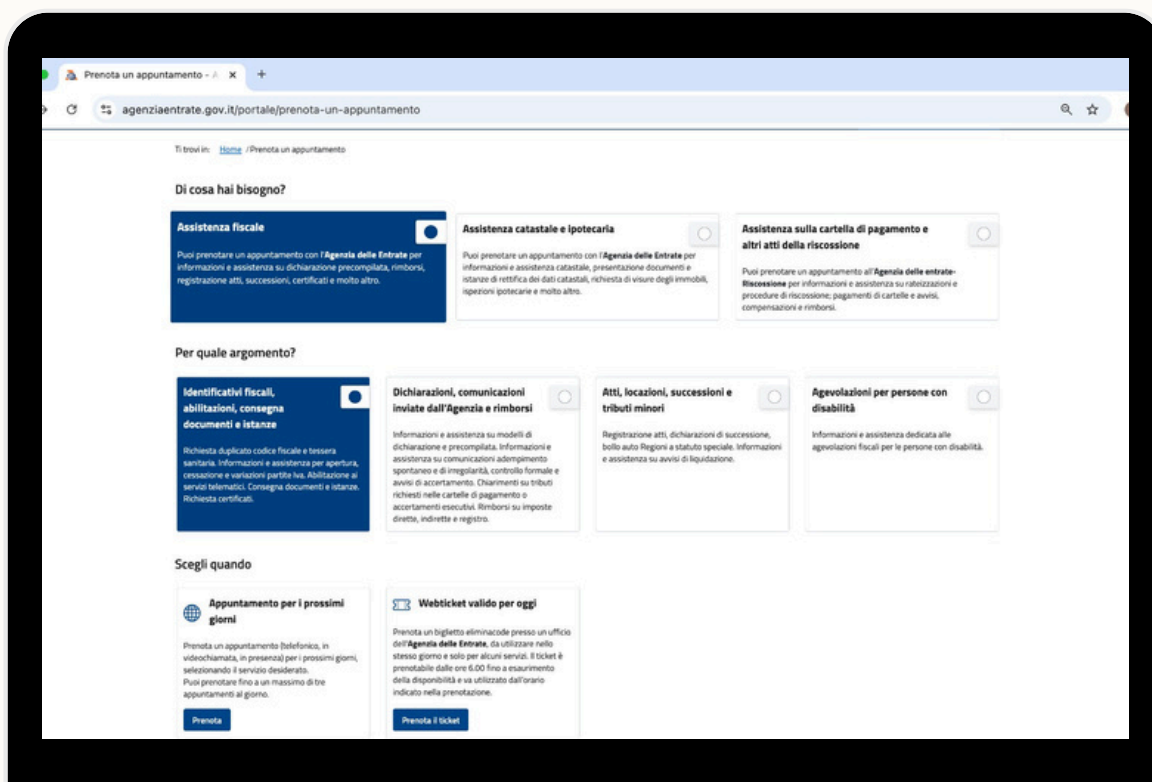 Prenota un appuntamento - A
agenziaentrate.gov.it/portale/prenota-un-appuntamento
Ti trovi in: Home /Prenota un appuntamento
Di cosa hai bisogno?
Assistenza fiscale
Puoi prenotare un appuntamento con l'Agenzia delle Entrate per
informazioni e assistenza su dichiarazione precompilata, rimborsi,
registrazione atti, successioni, certificati e molto altro.
Assistenza catastale e ipotecaria
Puoi prenotare un appuntamento con l'Agenzia delle Entrate per
informazioni e assistenza catastale, presentazione documenti e
istanze di rettifica dei dati catastali, richiesta di visure degli immobili,
ispezioni ipotecarie e molto altro.
Assistenza sulla cartella di pagamento e
altri atti della riscossione
Puoi prenotare un appuntamento all'Agenzia delle entrate-
Riscossione per informazioni e assistenza su rateizzazioni e
procedure di riscossione; pagamenti di cartelle e avvisi,
compensazioni e rimborsi.
Per quale argomento?
Identificativi fiscali,
abilitazioni, consegna
documenti e istanze
Richiesta duplicato codice fiscale e tessera
sanitaria. Informazioni e assistenza per apertura,
cessazione e variazioni partite Iva. Abilitazione ai
servizi telematici. Consegna documenti e istanze.
Richiesta certificati.
Dichiarazioni, comunicazioni
inviate dall'Agenzia e rimborsi
Informazioni e assistenza su modelli di
dichiarazione e precompilata. Informazioni e
assistenza su comunicazioni adempimento
spontaneo e di irregolarità, controllo formale e
avvisi di accertamento. Chiarimenti su tributi
richiesti nelle cartelle di pagamento o
accertamenti esecutivi. Rimborsi su imposte
dirette, indirette e registro.
Atti, locazioni, successioni e
tributi minori
Registrazione atti, dichiarazioni di successione,
bollo auto Regioni a statuto speciale. Informazioni
e assistenza su avvisi di liquidazione.
Agevolazioni per persone con
disabilità
Informazioni e assistenza dedicata alle
agevolazioni fiscali per le persone con disabilità.
Scegli quando
Appuntamento per i prossimi
giorni
Prenota un appuntamento (telefonico, in
videochiamata, in presenza) per i prossimi giorni,
selezionando il servizio desiderato.
Puoi prenotare fino a un massimo di tre
appuntamenti al giorno.
Prenota
Webticket valido per oggi
Prenota un biglietto eliminacode presso un ufficio
dell'Agenzia delle Entrate, da utilizzare nello
stesso giorno e solo per alcuni servizi. Il ticket è
prenotabile dalle ore 6.00 fino a esaurimento
della disponibilità e va utilizzato dall'orario
indicato nella prenotazione.
Prenota il ticket